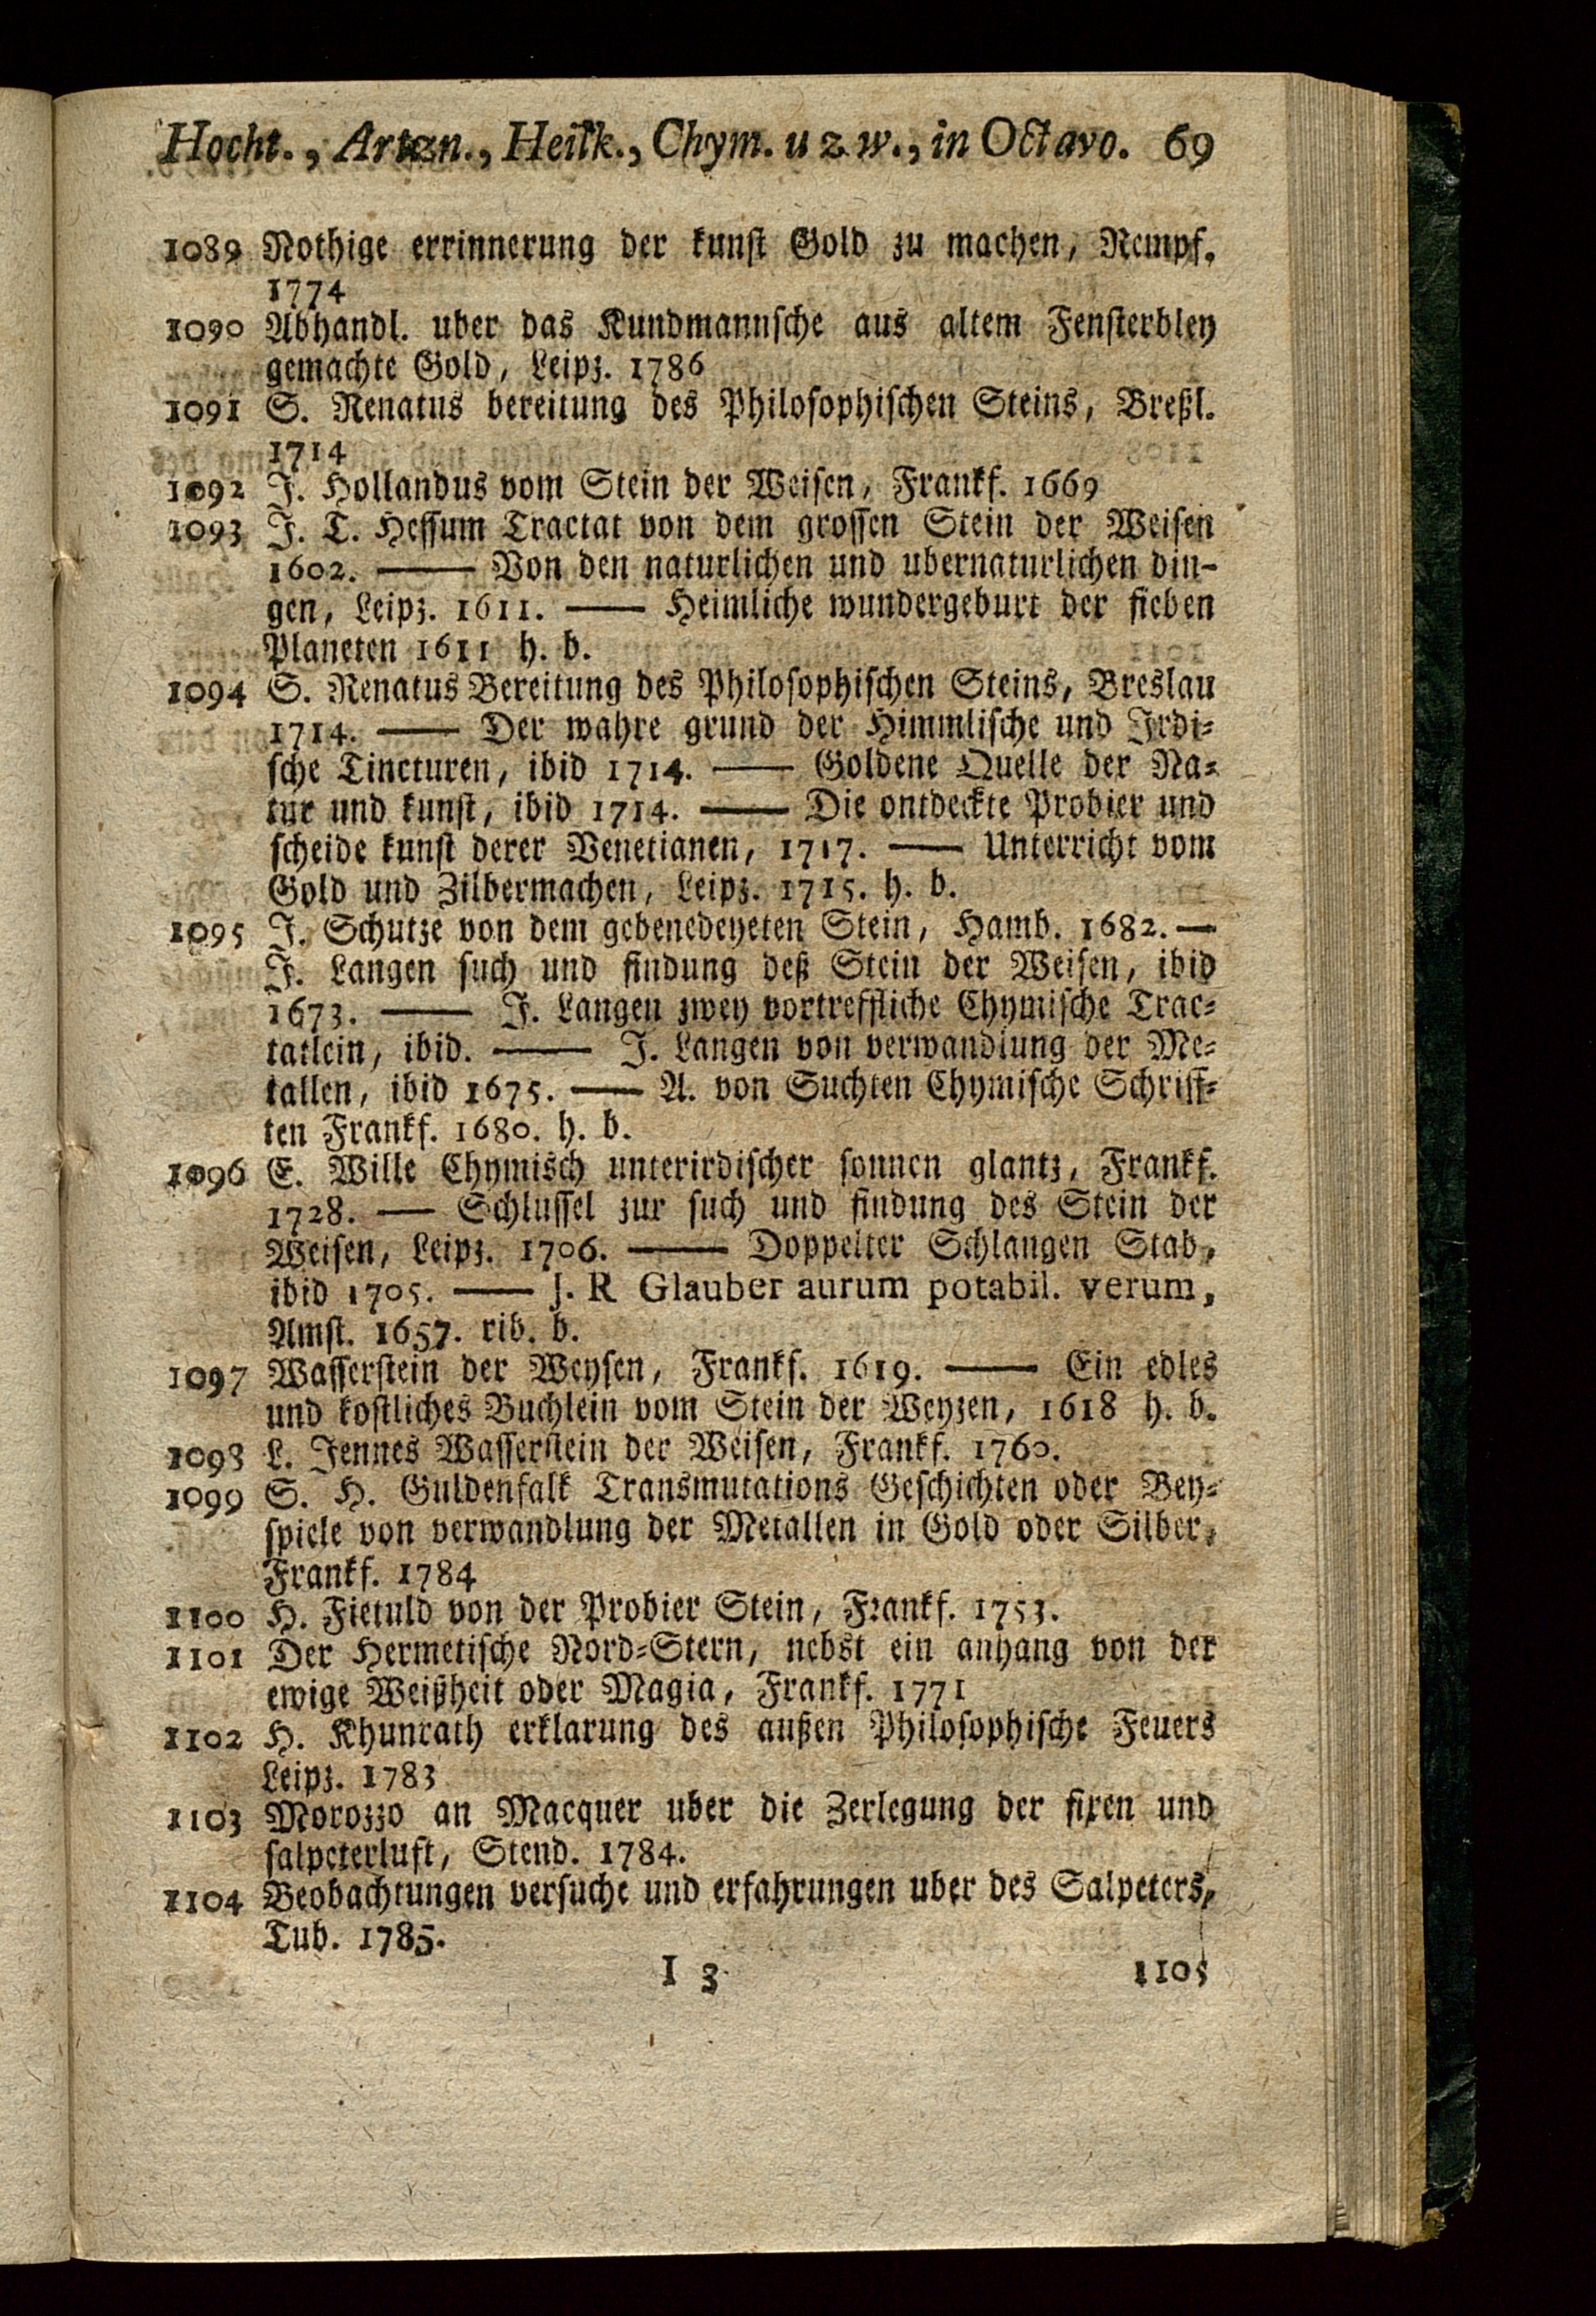 Hocht., Artzn., Heilk., Chym. u z. w., in Octavo. 69
1089 Nothige errinnerung der kunst Gold zu machen, Nempf.
1774
1090 Abhandl. uber das Kundmannsche aus altem Fensterbley
gemachte Gold, Leipz. 1786
1091 S. Renatus bereitung des Philosophischen Steins, Breßl.
1714
1092 J. Hollandus vom Stein der Weisen, Frankf. 1669
1093 J. T. Hessum Tractat von dem grossen Stein der Weisen
1602. —— Von den naturlichen und ubernaturlichen din-
gen, Leipz. 1611. —— Heimliche wundergeburt der sieben
Planeten 1611 h. b.
1094 S. Renatus Bereitung des Philosophischen Steins, Breslau
1714. —— Der wahre grund der Himmlische und Irdi-
sche Tincturen, ibid 1714. —— Goldene Quelle der Na-
tur und kunst, ibid 1714. —— Die ontdeckte Probier und
scheide kunst derer Venetianen, 1717. —— Unterricht vom
Gold und Zilbermachen, Leipz. 1715. h. b.
1095 J. Schutze von dem gebenedeyeten Stein, Hamb. 1682. —
J. Langen such und findung deß Stein der Weisen, ibid
1673. —— J. Langen zwey vortreffliche Chymische Trac-
tatlein, ibid. —— J. Langen von verwandlung der Me-
tallen, ibid 1675. —— A. von Suchten Chymische Schrif-
ten Frankf. 1680. h. b.
1096 E. Wille Chymisch unterirdischer sonnen glantz, Frankf.
1728. — Schlussel zur such und findung des Stein der
Weisen, Leipz. 1706. —— Doppelter Schlangen Stab,
ibid 1705. —— J. R Glauber aurum potabil. verum,
Amst. 1657. rib. b.
1097 Wasserstein der Weysen, Frankf. 1619. —— Ein edles
und kostliches Buchlein vom Stein der Weyzen, 1618 h. b.
1098 L. Jennes Wasserstein der Weisen, Frankf. 1760.
1099 S. H. Guldenfalk Transmutations Geschichten oder Bey-
spiele von verwandlung der Metallen in Gold oder Silber,
Frankf. 1784
1100 H. Fietuld von der Probier Stein, Frankf. 1753.
1101 Der Hermetische Nord-Stern, nebst ein anhang von der
ewige Weißheit oder Magia, Frankf. 1771
1102 H. Khunrath erklarung des außen Philosophische Feuers
Leipz. 1783
1103 Morozzo an Macquer uber die Zerlegung der fixen und
salpeterluft, Stend. 1784.
1104 Beobachtungen versuche und erfahrungen uber des Salpeters,
Tub. 1785.
I 3 1105